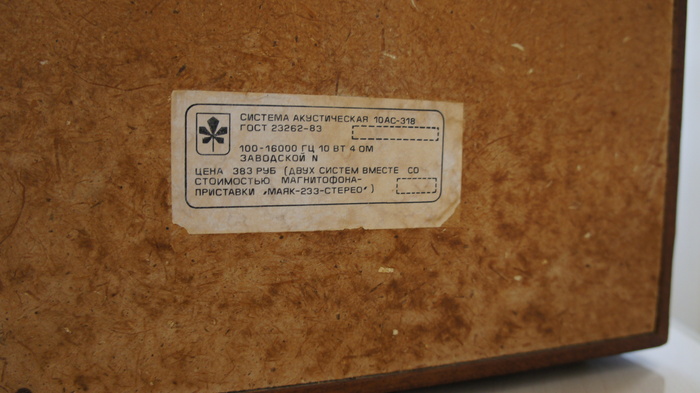 СИСТЕМА АКУСТИЧЕСКАЯ 10АС-318
ГОСТ 23262-83
100-16000 ГЦ 10 ВТ 4 ОМ
ЗАВОДСКОЙ N
ЦЕНА 383 РУБ (ДВУХ СИСТЕМ ВМЕСТЕ СО
СТОИМОСТЬЮ МАГНИТОФОНА-
ПРИСТАВКИ „МАЯК-233-СТЕРЕО“)